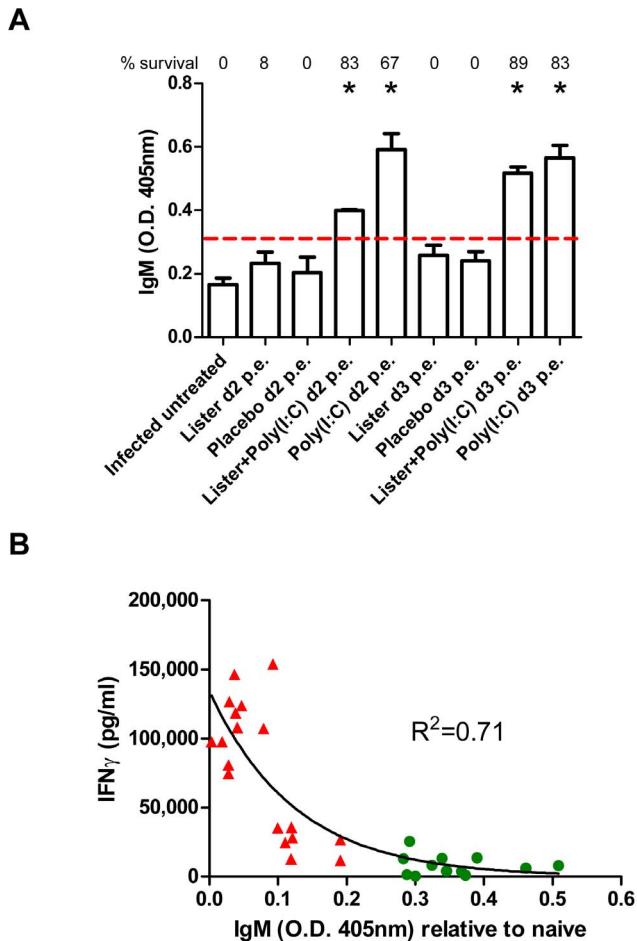 A
% survival 0 8 0 83 67 0 0 89 83
* * * *
0.8
0.6
0.4
0.2
0.0
IgM (O.D. 405nm)
Infected untreated
Lister d2 p.e.
Placebo d2 p.e.
Lister+Poly(I:C) d2 p.e.
Poly(I:C) d2 p.e.
Lister d3 p.e.
Placebo d3 p.e.
Lister+Poly(I:C) d3 p.e.
Poly(I:C) d3 p.e.
B
200,000
150,000
100,000
50,000
0
IFNγ (pg/ml)
R²=0.71
0.0 0.1 0.2 0.3 0.4 0.5 0.6
IgM (O.D. 405nm) relative to naive